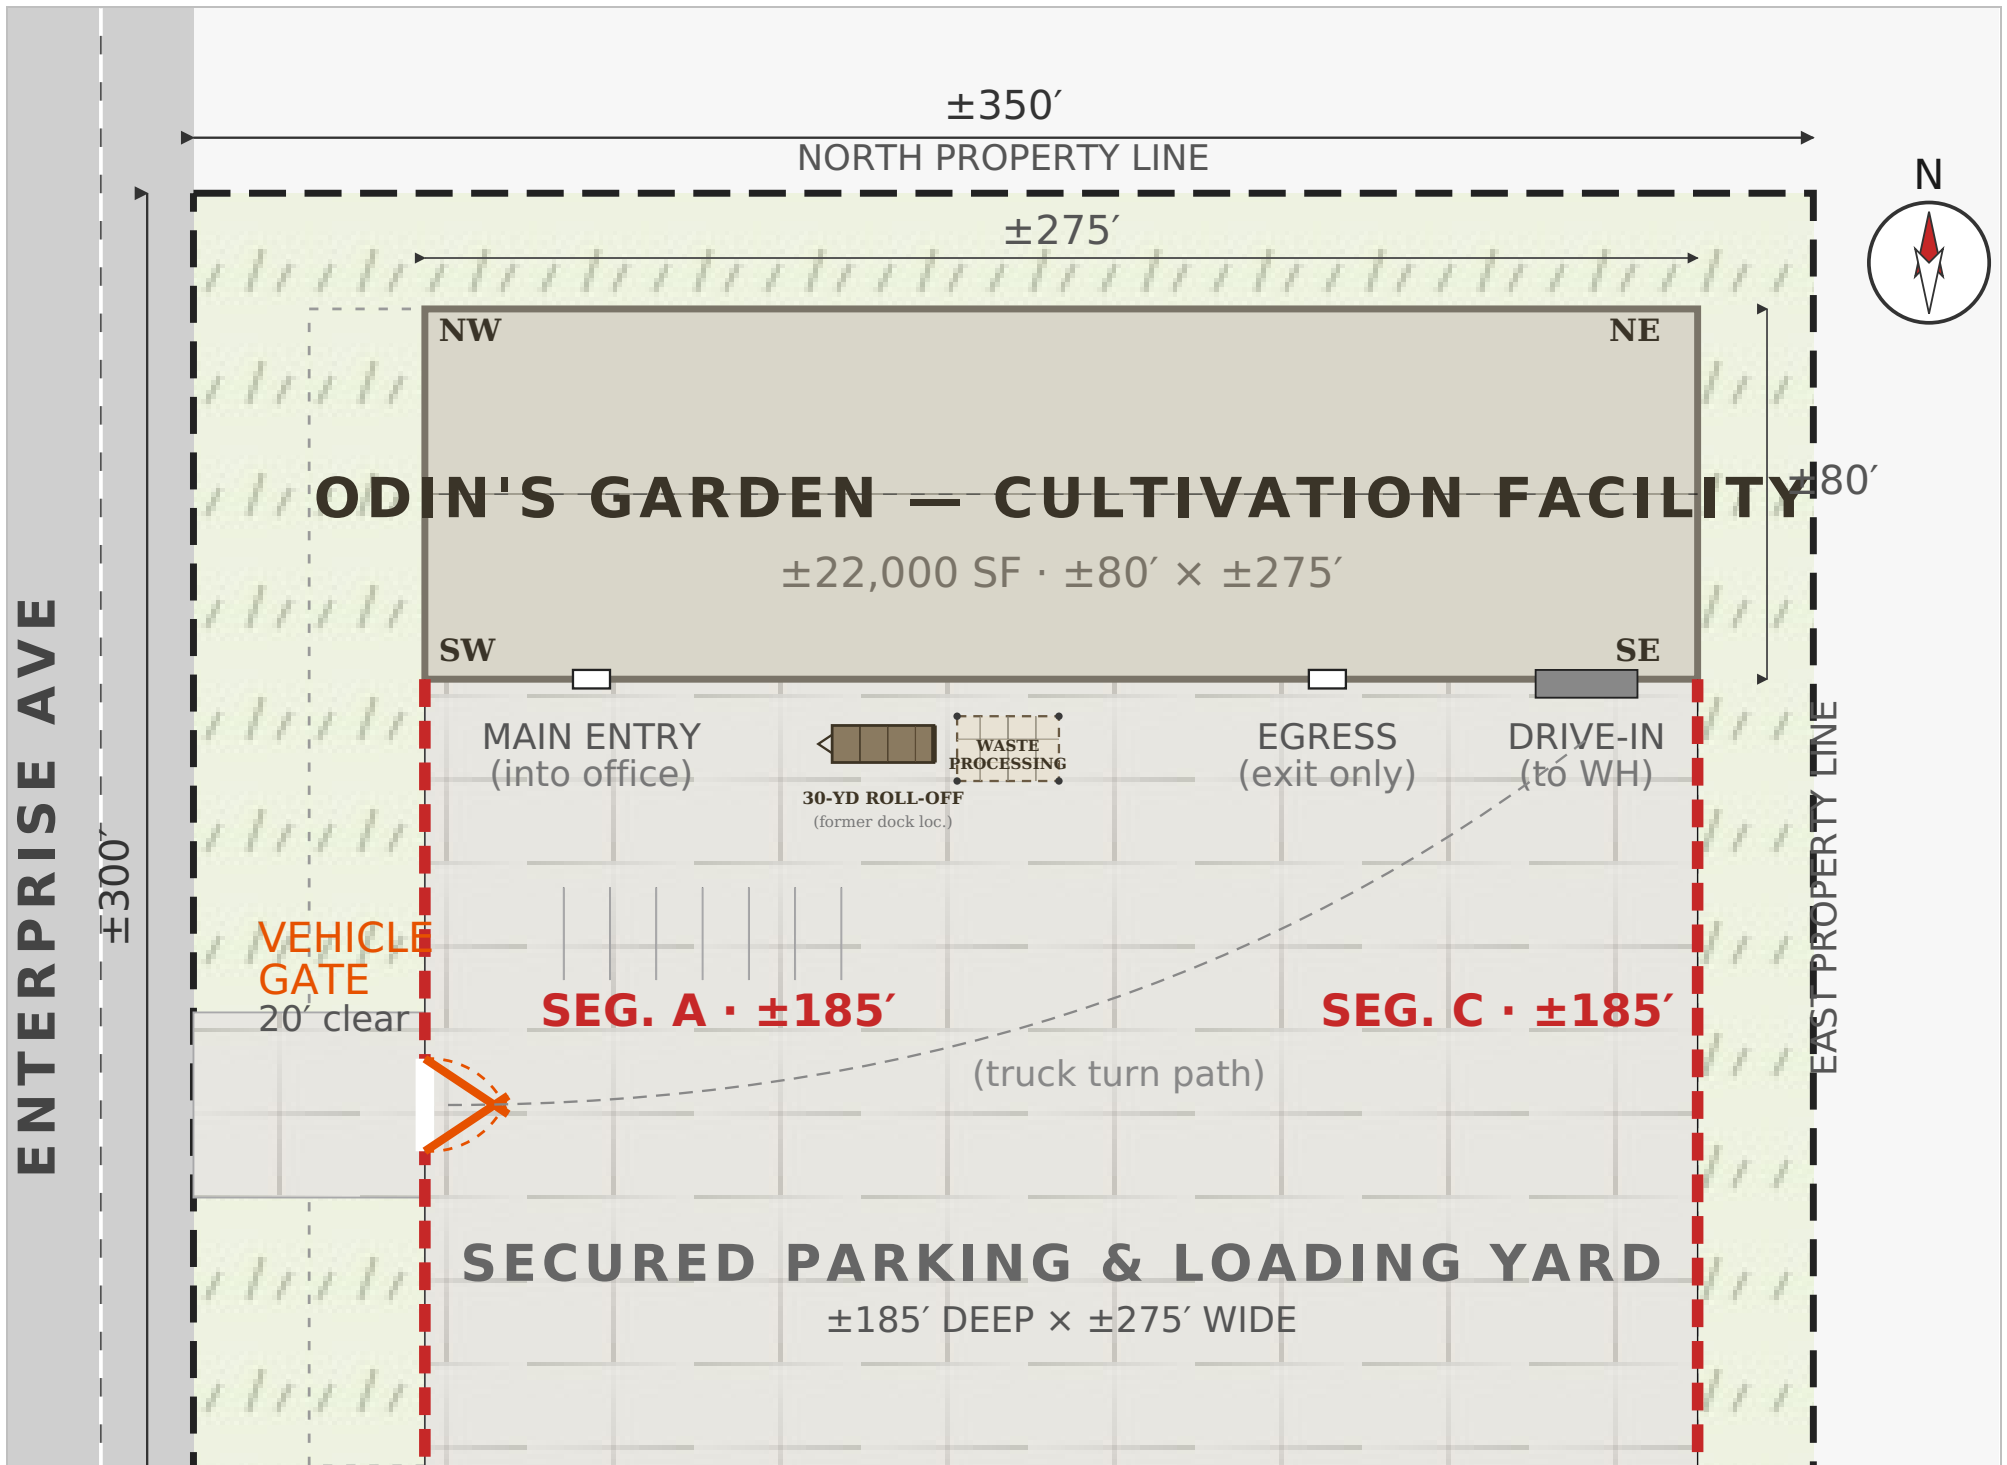 ±350′
NORTH PROPERTY LINE
N
±275′
NW
NE
ODIN'S GARDEN — CULTIVATION FACILITY
±80′
±22,000 SF · ±80′ × ±275′
SW
SE
MAIN ENTRY
(into office)
WASTE
PROCESSING
30-YD ROLL-OFF
(former dock loc.)
EGRESS
(exit only)
DRIVE-IN
(to WH)
EAST PROPERTY LINE
ENTERPRISE AVE
±300′
VEHICLE
GATE
20′ clear
SEG. A · ±185′
SEG. C · ±185′
(truck turn path)
SECURED PARKING & LOADING YARD
±185′ DEEP × ±275′ WIDE